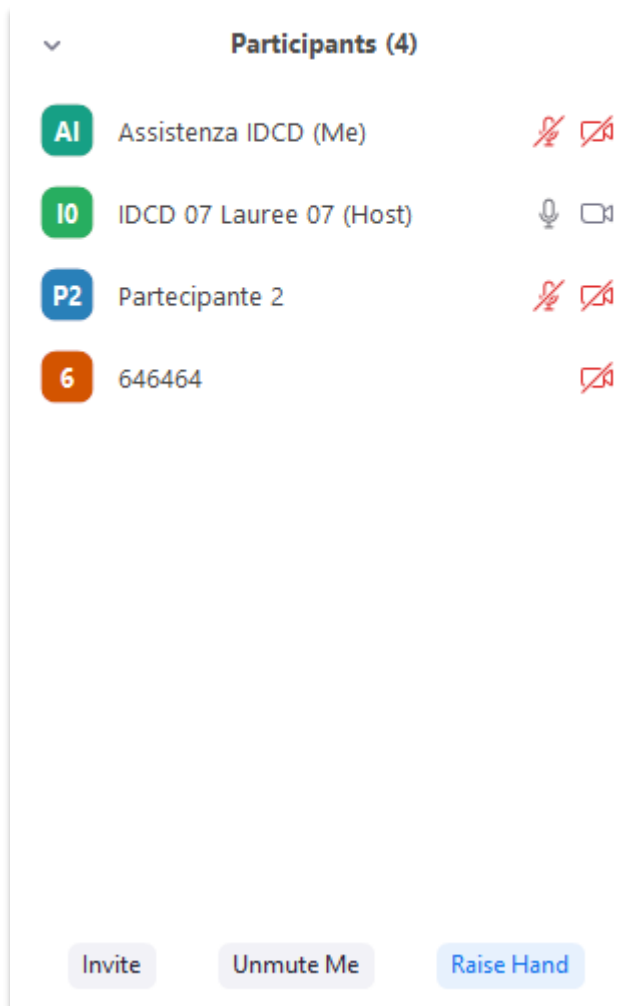 Participants (4)
AI Assistenza IDCD (Me)
I0 IDCD 07 Lauree 07 (Host)
P2 Partecipante 2
6 646464
Invite Unmute Me Raise Hand